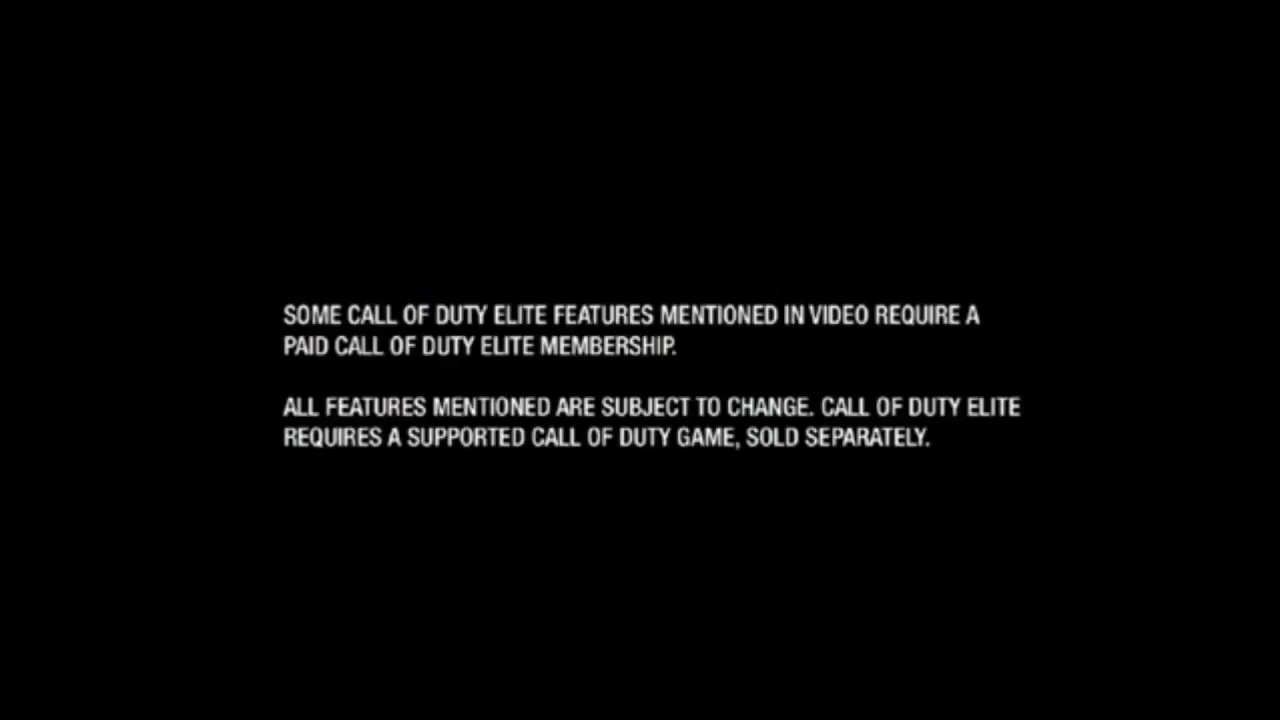 SOME CALL OF DUTY ELITE FEATURES MENTIONED IN VIDEO REQUIRE A
PAID CALL OF DUTY ELITE MEMBERSHIP.
ALL FEATURES MENTIONED ARE SUBJECT TO CHANGE. CALL OF DUTY ELITE
REQUIRES A SUPPORTED CALL OF DUTY GAME, SOLD SEPARATELY.